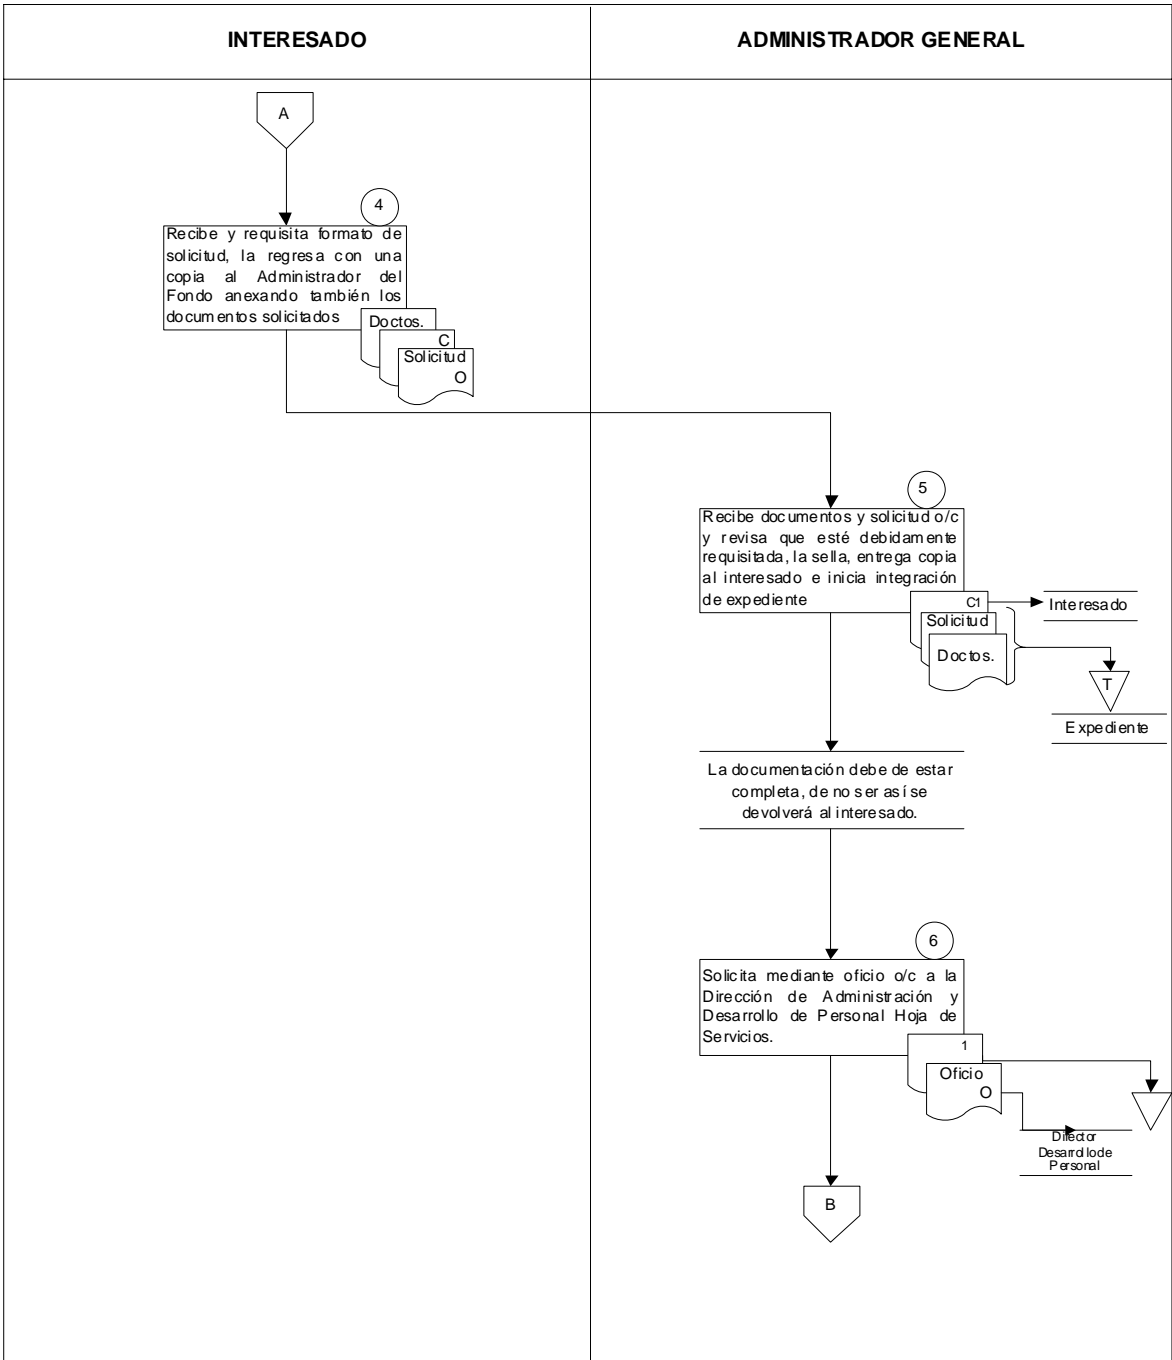 INTERESADO
ADMINISTRADOR GENERAL
A
4
Recibe y requisita formato de
solicitud, la regresa con una
copia al Administrador del
Fondo anexando también los
documentos solicitados
Doctos.
C
Solicitud
O
5
Recibe documentos y solicitud o/c
y revisa que esté debidamente
requisitada, la sella, entrega copia
al interesado e inicia integración
de expediente
C1
Interesado
Solicitud
Doctos.
T
Expediente
La documentación debe de estar
completa, de no ser así se
devolverá al interesado.
6
Solicita mediante oficio o/c a la
Dirección de Administración y
Desarrollo de Personal Hoja de
Servicios.
1
Oficio
O
Director
Desarrollo de
Personal
B